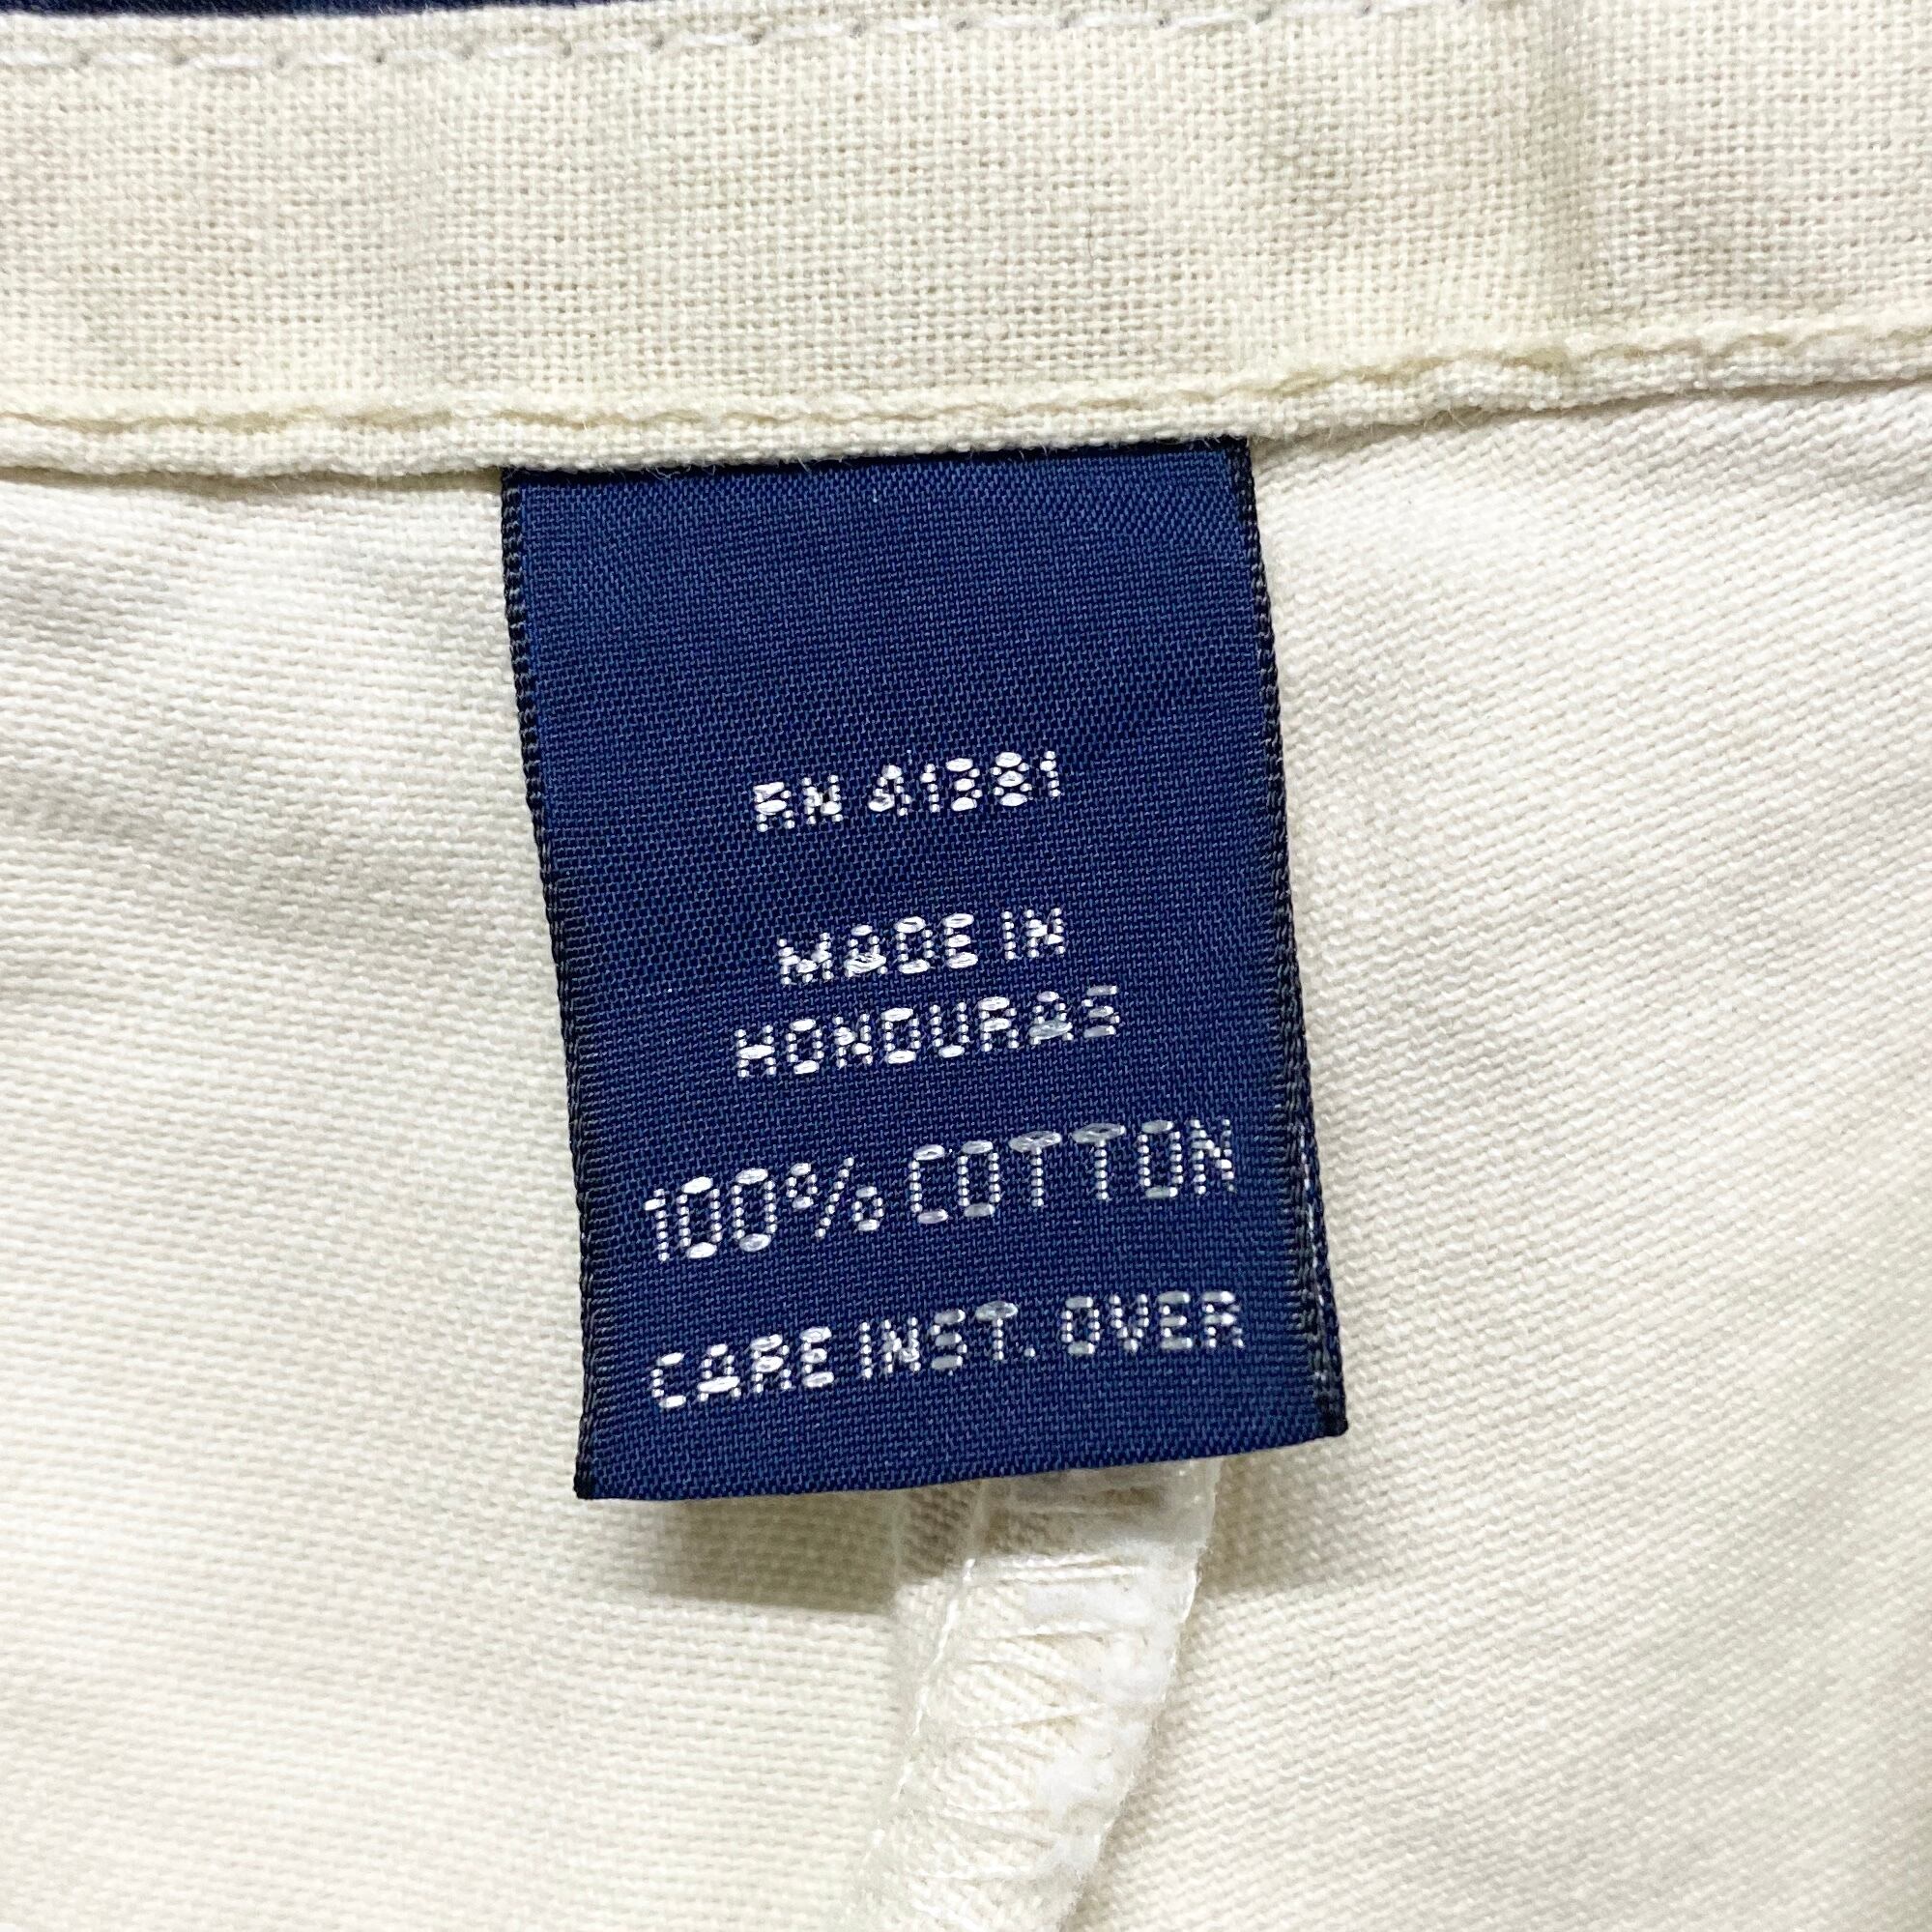 RN 41381
MADE IN
HONDURAS
100% COTTON
CARE INST. OVER